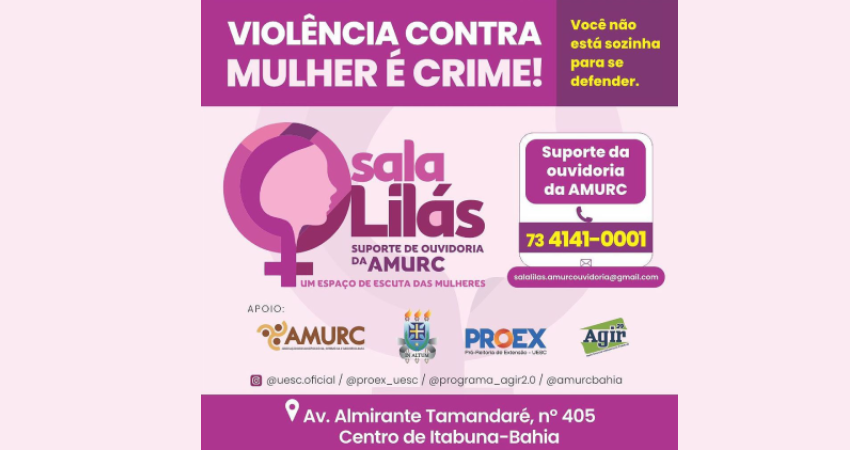 VIOLÊNCIA CONTRA
MULHER É CRIME!
Você não
está sozinha
para se
defender.
sala
Lilás
SUPORTE DE OUVIDORIA
DA AMURC
UM ESPAÇO DE ESCUTA DAS MULHERES
Suporte da
ouvidoria
da AMURC
73 4141-0001
salalilas.amurcouvidoria@gmail.com
APOIO:
AMURC
IN ALTUM
PROEX
Pró-Reitoria de Extensão - UESC
Agir
@uesc.oficial / @proex_uesc / @programa_agir2.0 / @amurcbahia
Av. Almirante Tamandaré, nº 405
Centro de Itabuna-Bahia